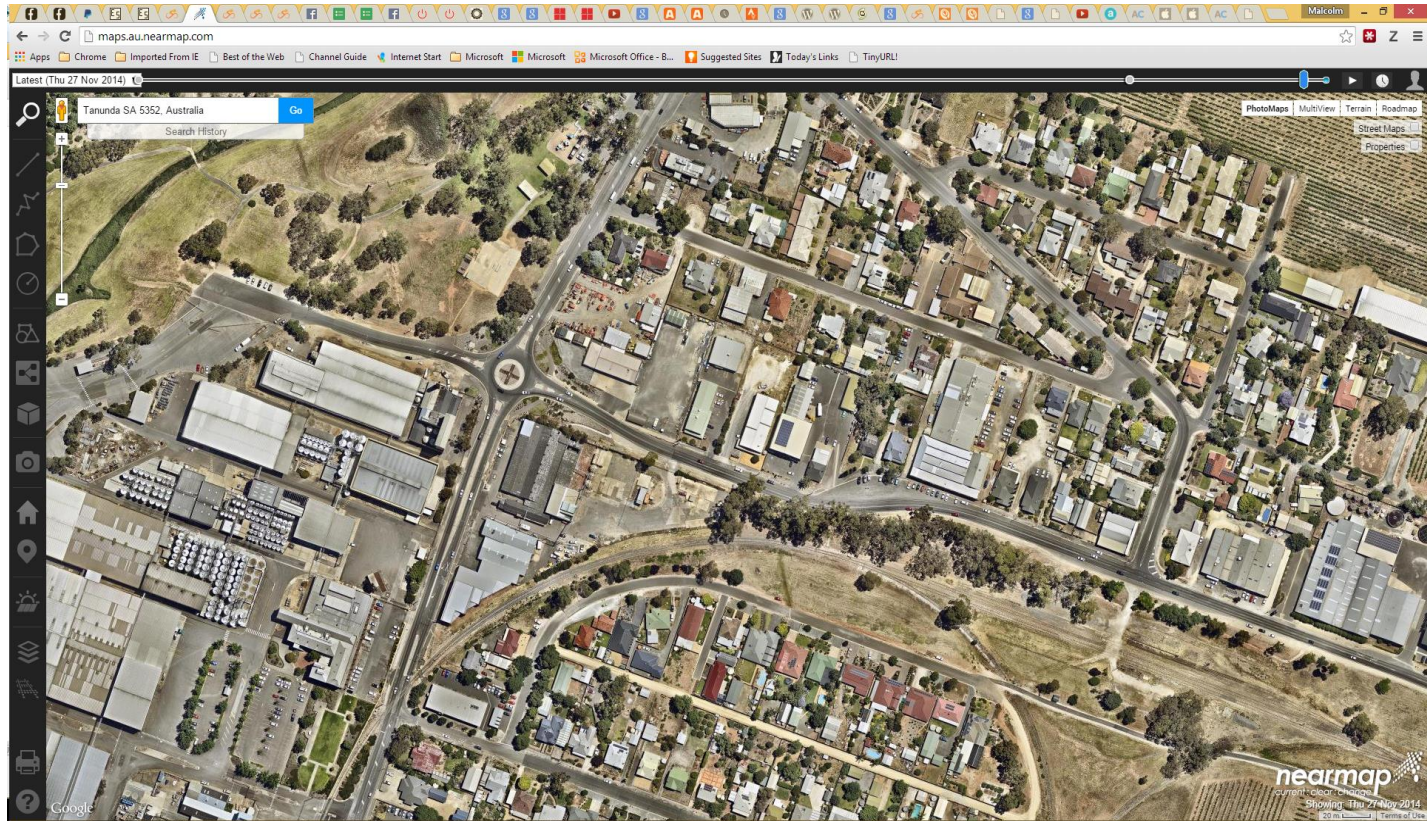 Malcolm
AC
AC
maps.au.nearmap.com
Apps Chrome Imported From IE Best of the Web Channel Guide Internet Start Microsoft Microsoft Microsoft Office - B... Suggested Sites Today's Links TinyURL!
Latest (Thu 27 Nov 2014)
Tanunda SA 5352, Australia Go
Search History
PhotoMaps MultiView Terrain Roadmap
Street Maps
Properties
nearmap
current:clear:change
Showing: Thu 27 Nov 2014
20 m Terms of Use
Google